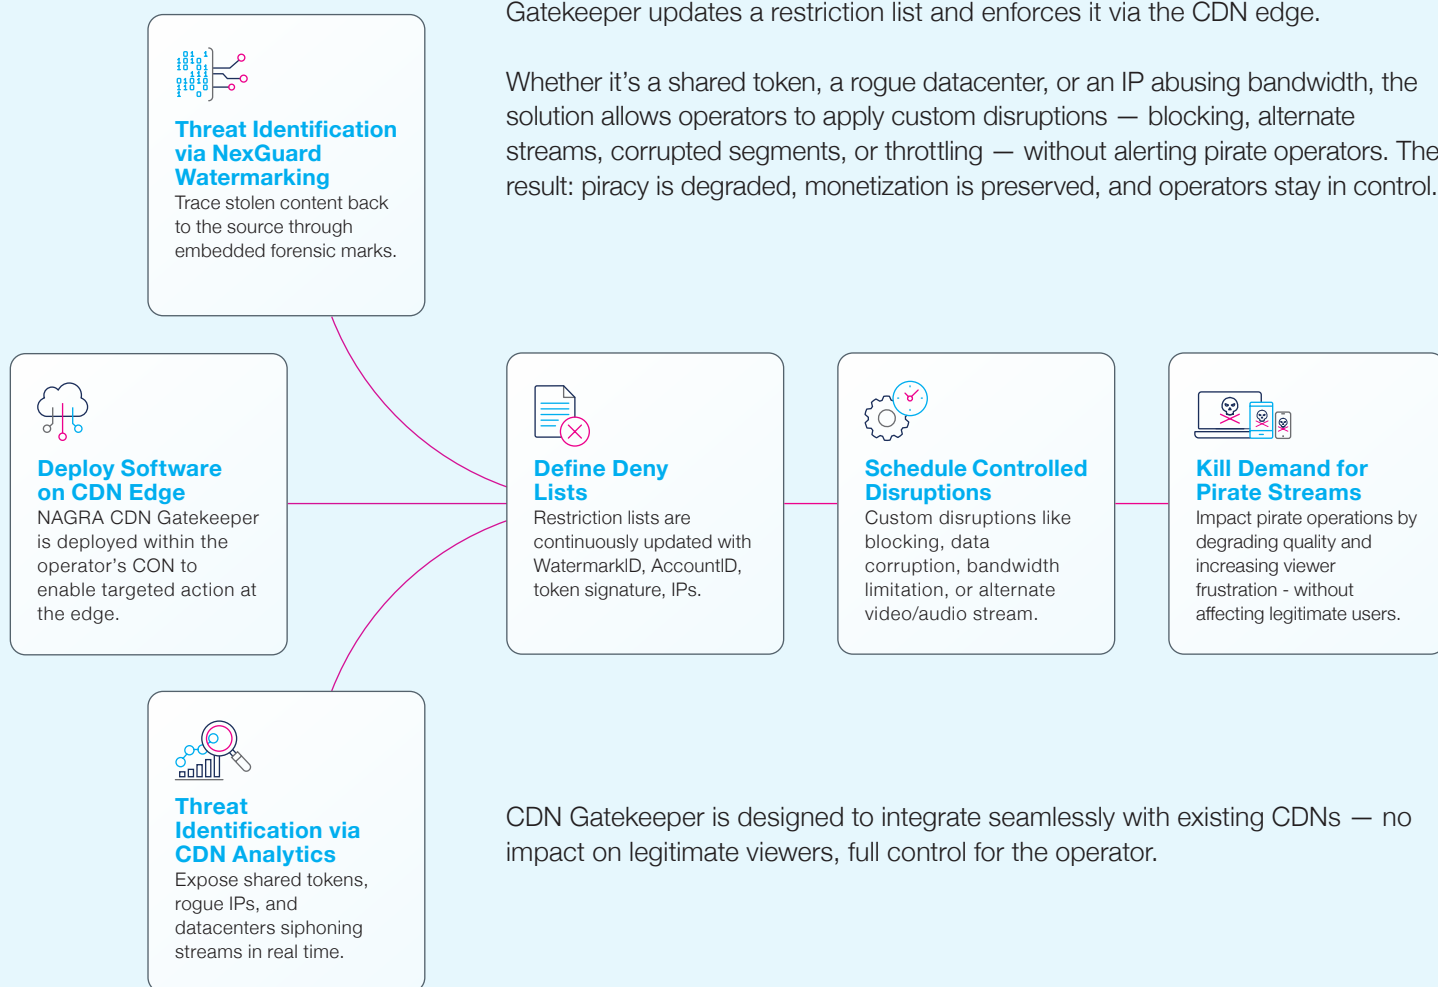 Gatekeeper updates a restriction list and enforces it via the CDN edge.
Whether it’s a shared token, a rogue datacenter, or an IP abusing bandwidth, the
solution allows operators to apply custom disruptions — blocking, alternate
streams, corrupted segments, or throttling — without alerting pirate operators. The
result: piracy is degraded, monetization is preserved, and operators stay in control.
Threat Identification
via NexGuard
Watermarking
Trace stolen content back
to the source through
embedded forensic marks.
Deploy Software
on CDN Edge
NAGRA CDN Gatekeeper
is deployed within the
operator’s CON to
enable targeted action at
the edge.
Threat
Identification via
CDN Analytics
Expose shared tokens,
rogue IPs, and
datacenters siphoning
streams in real time.
Define Deny
Lists
Restriction lists are
continuously updated with
WatermarkID, AccountID,
token signature, IPs.
Schedule Controlled
Disruptions
Custom disruptions like
blocking, data
corruption, bandwidth
limitation, or alternate
video/audio stream.
Kill Demand for
Pirate Streams
Impact pirate operations by
degrading quality and
increasing viewer
frustration - without
affecting legitimate users.
CDN Gatekeeper is designed to integrate seamlessly with existing CDNs — no
impact on legitimate viewers, full control for the operator.